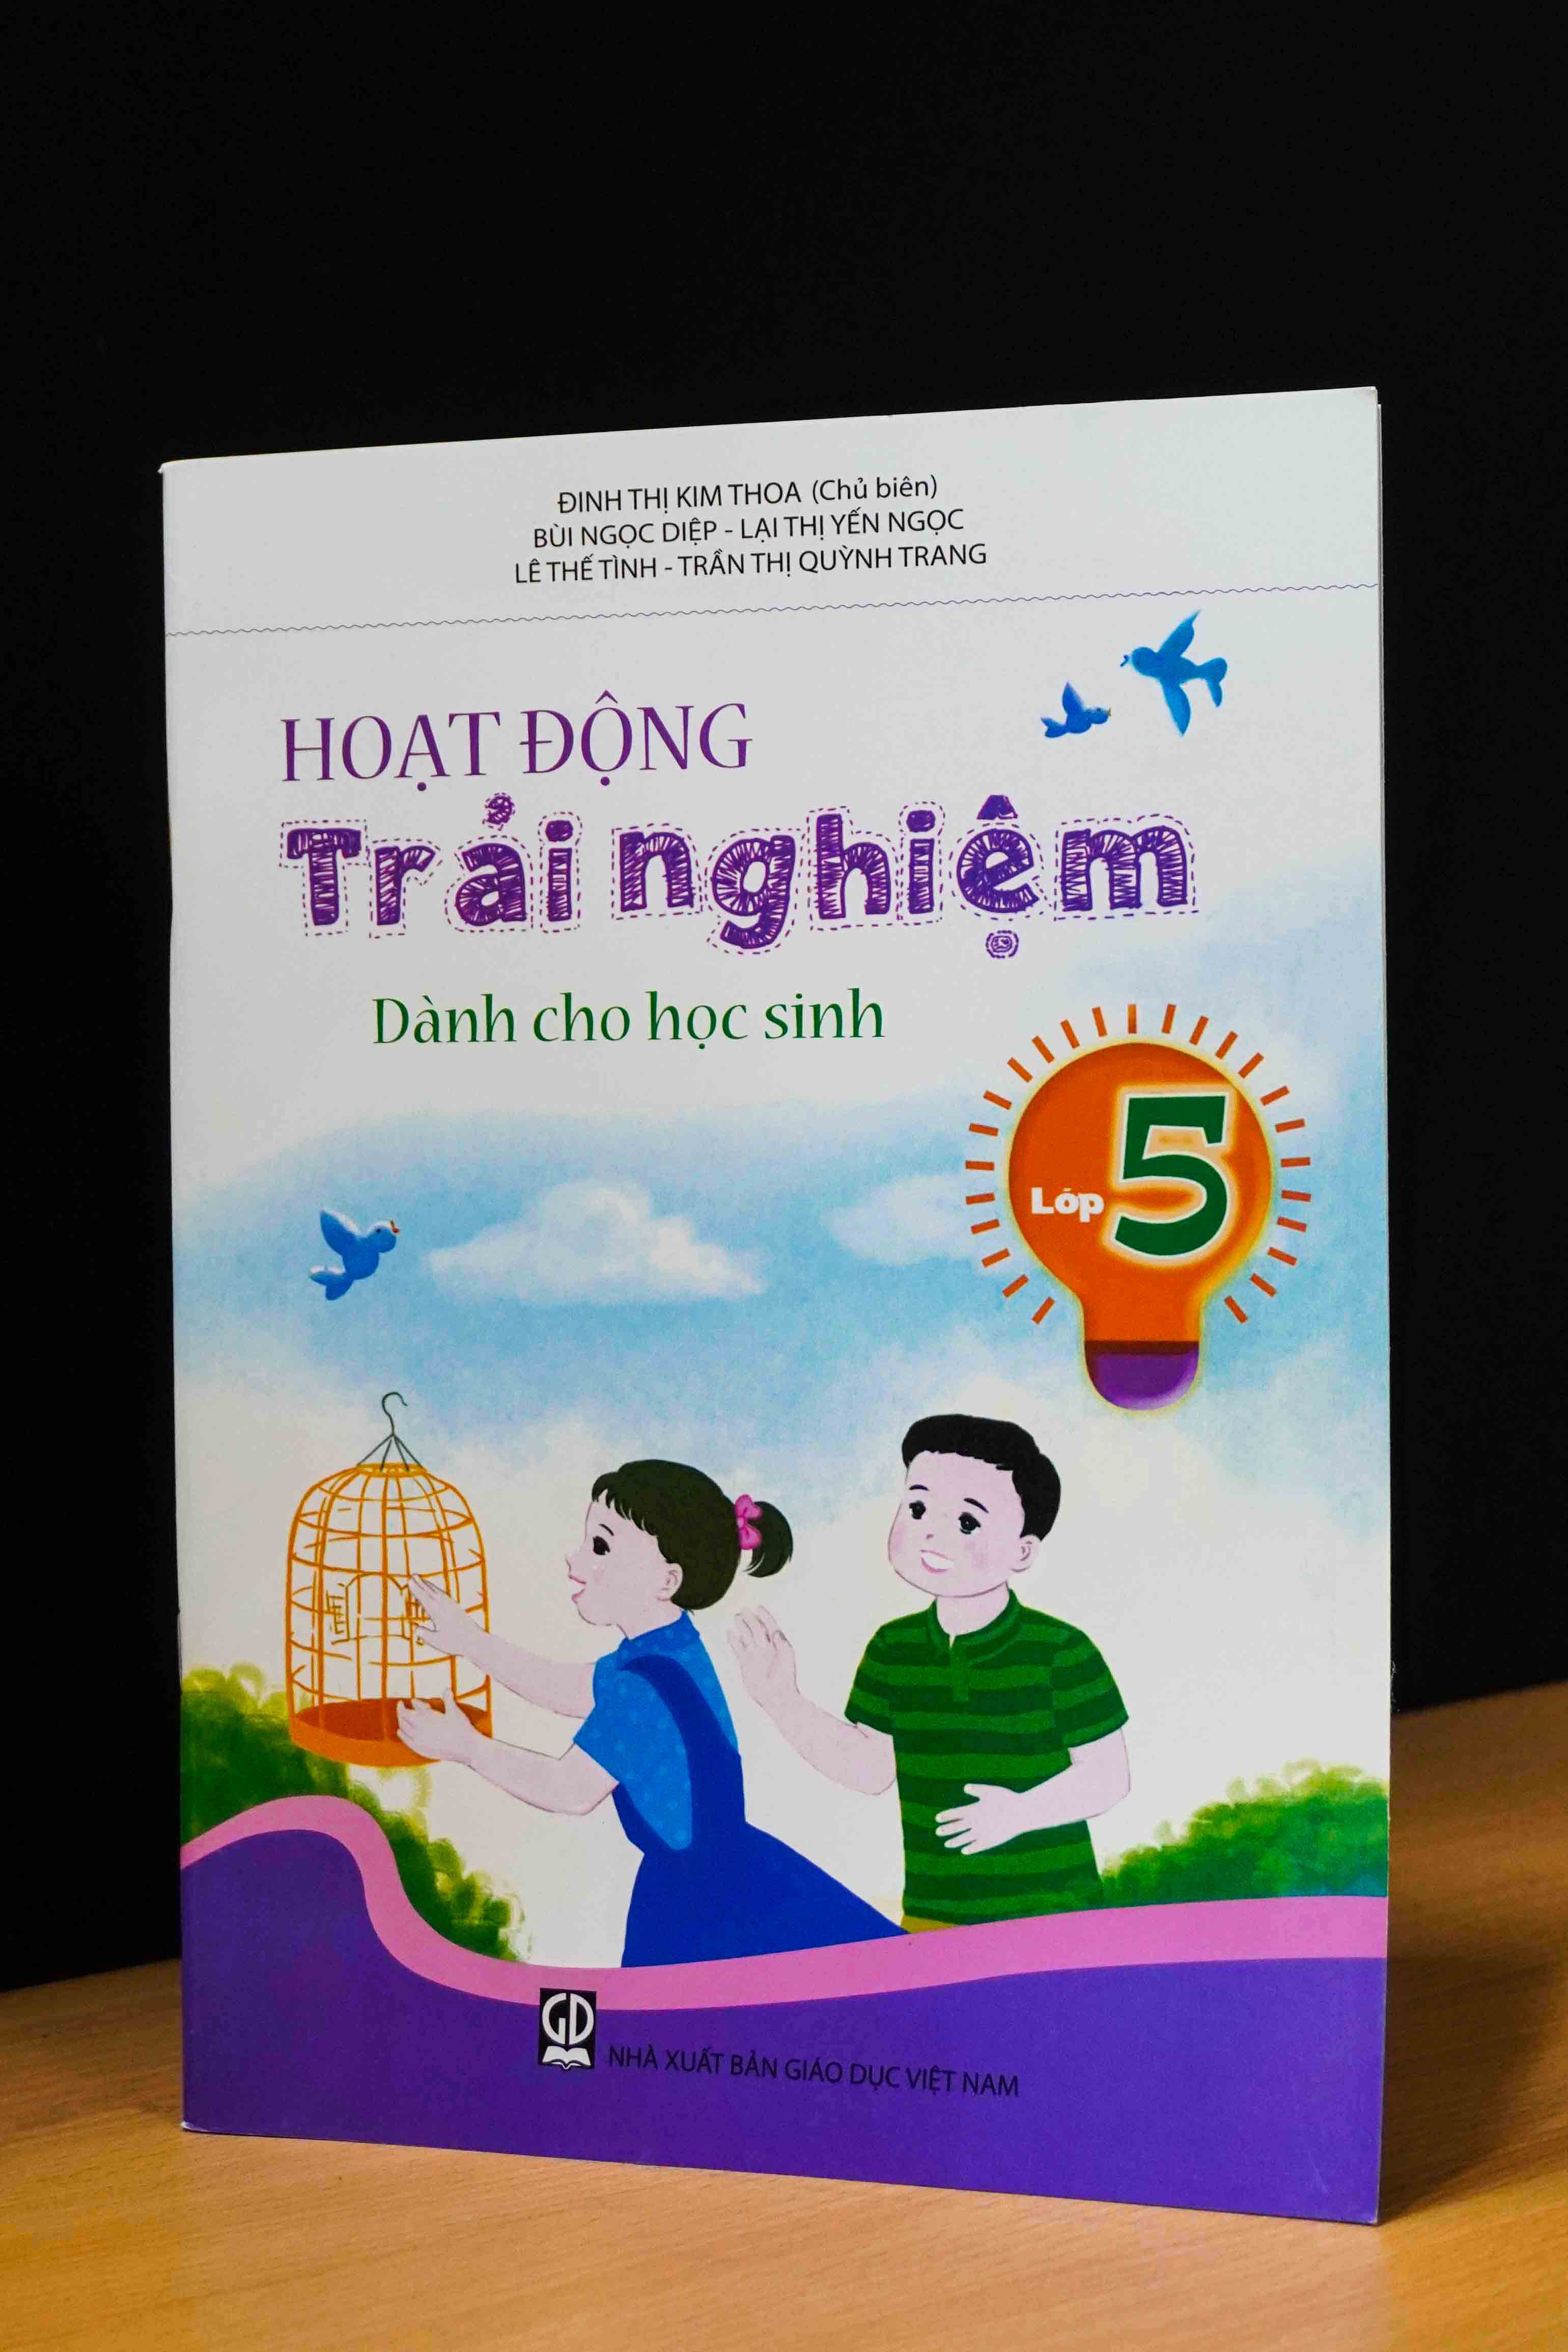 ĐINH THỊ KIM THOA (Chủ biên)
BÙI NGỌC DIỆP - LẠI THỊ YẾN NGỌC
LÊ THẾ TÌNH - TRẦN THỊ QUỲNH TRANG
HOẠT ĐỘNG
Trải nghiệm
Dành cho học sinh
Lớp 5
GD
NHÀ XUẤT BẢN GIÁO DỤC VIỆT NAM